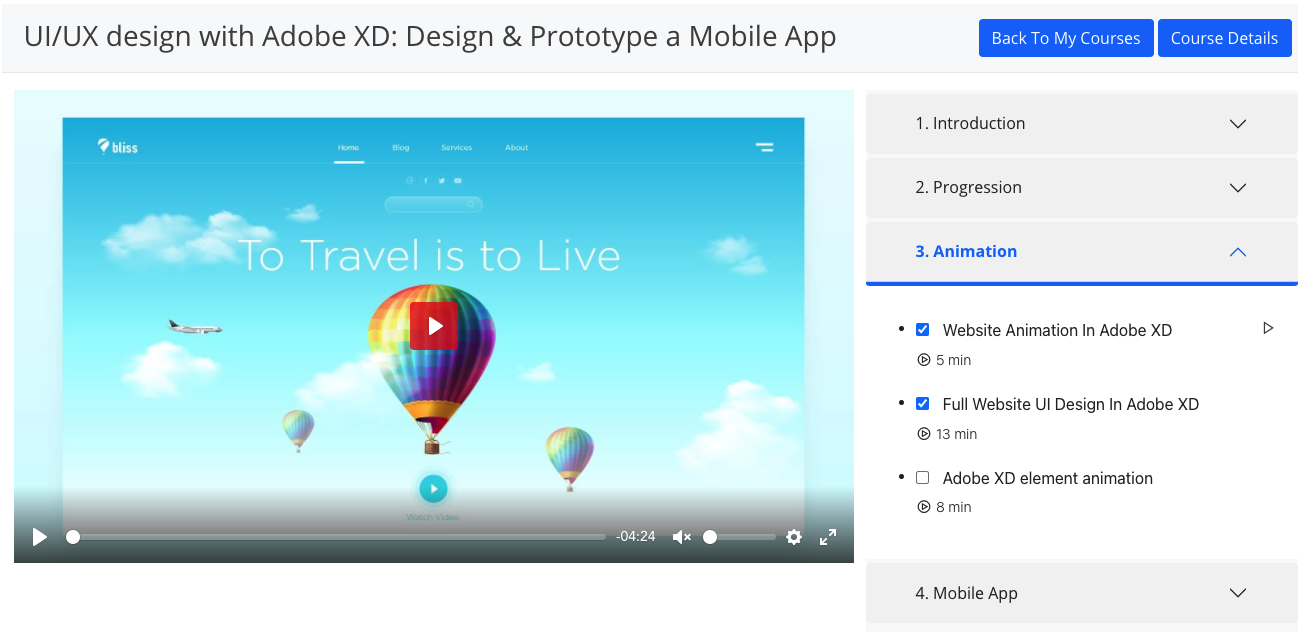 UI/UX design with Adobe XD: Design & Prototype a Mobile App
Back To My Courses
Course Details
bliss
Home
Blog
Services
About
To Travel is to Live
Watch Video
-04:24
1. Introduction
2. Progression
3. Animation
Website Animation In Adobe XD
5 min
Full Website UI Design In Adobe XD
13 min
Adobe XD element animation
8 min
4. Mobile App